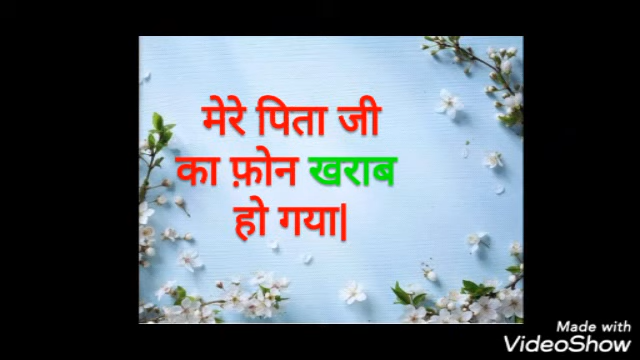 मेरे पिता जी
का फ़ोन खराब
हो गया|
Made with
VideoShow